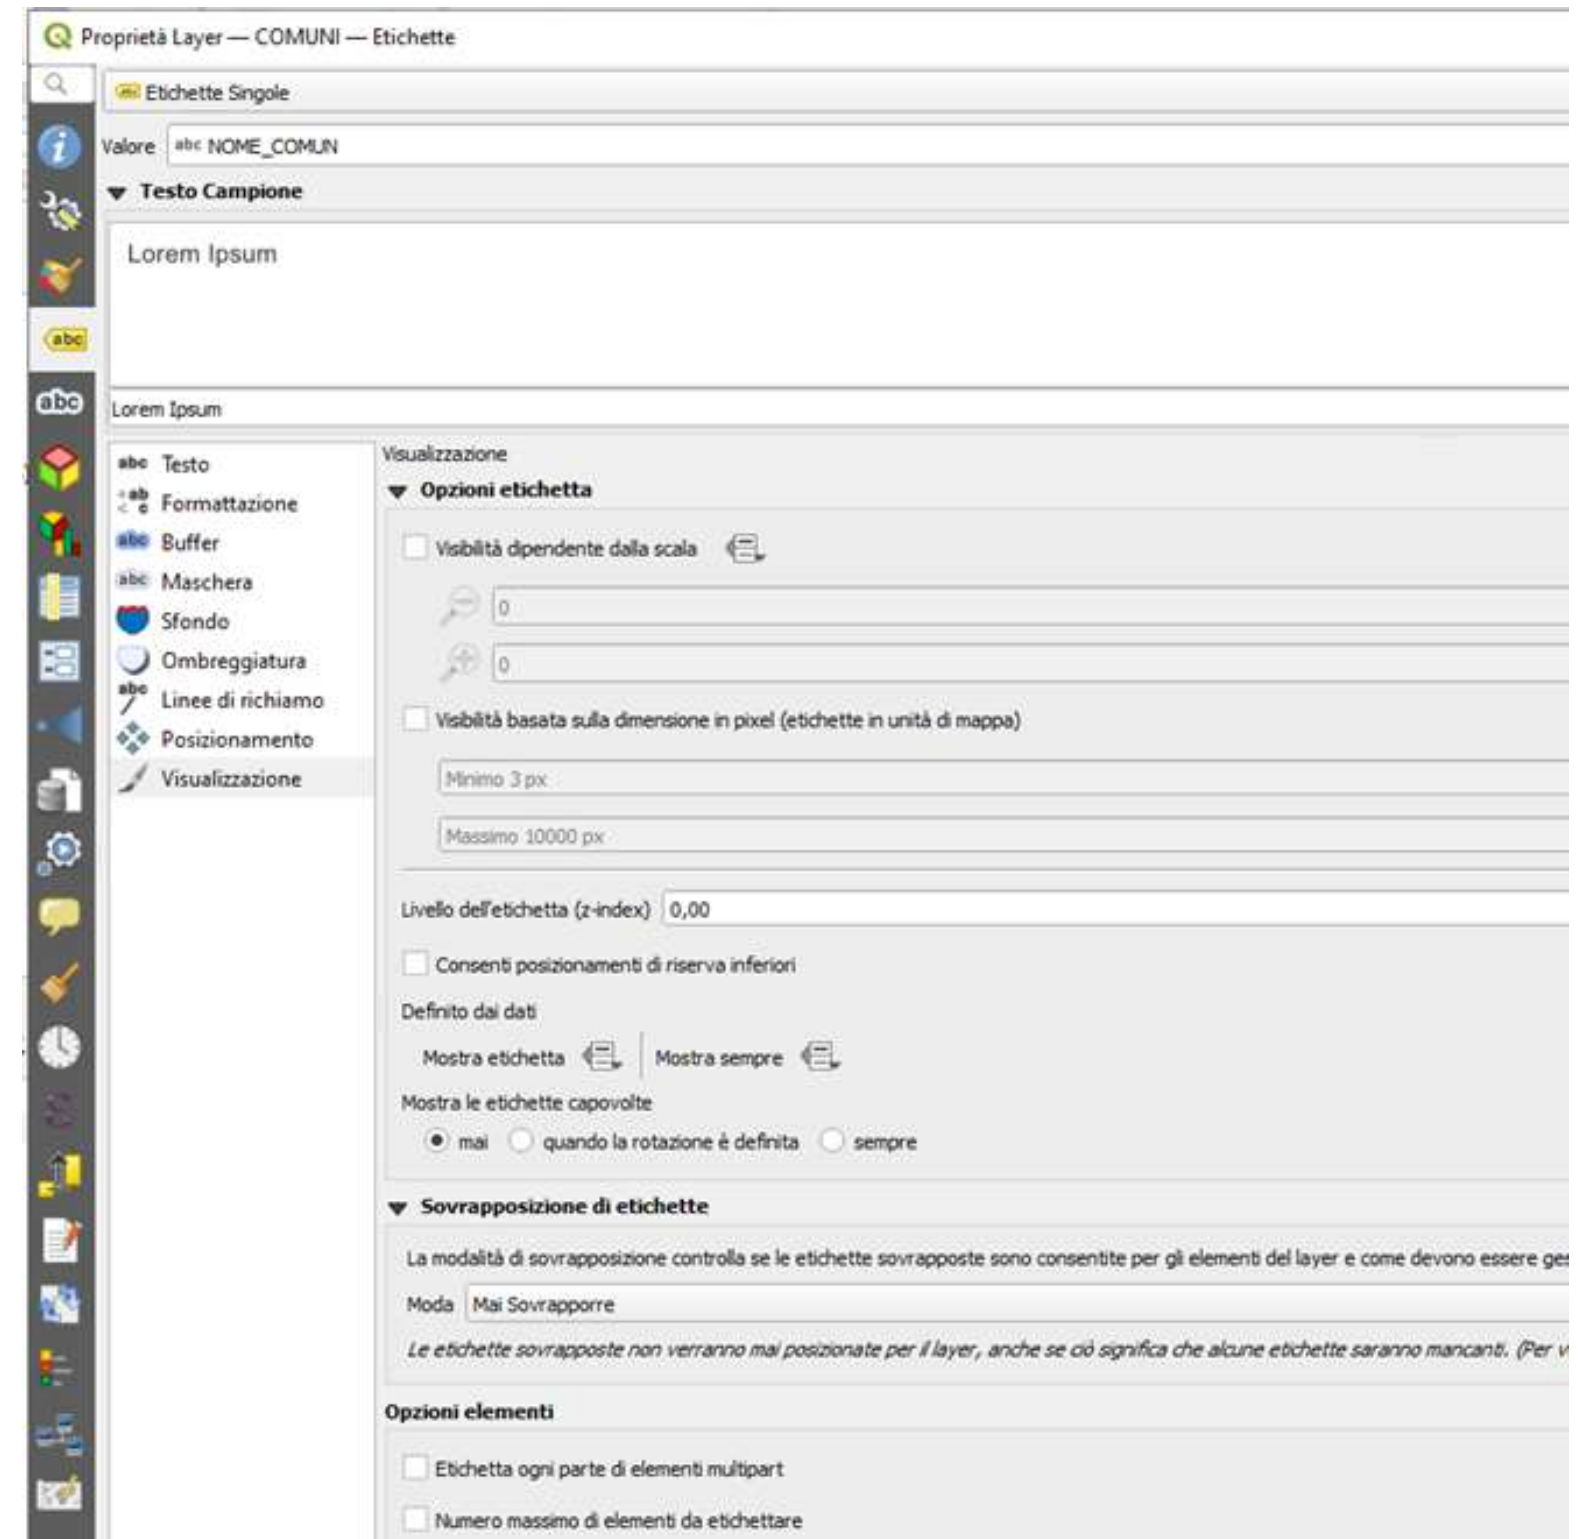 Proprietà Layer — COMUNI — Etichette
Etichette Singole
Valore abc NOME_COMUN
Testo Campione
Lorem Ipsum
abc
abc
Lorem Ipsum
abc Testo
ab c Formattazione
abc Buffer
abc Maschera
Sfondo
Ombreggiatura
abc Linee di richiamo
Posizionamento
Visualizzazione
Visualizzazione
Opzioni etichetta
Visibilità dipendente dalla scala
0
0
Visibilità basata sulla dimensione in pixel (etichette in unità di mappa)
Minimo 3 px
Massimo 10000 px
Livello dell'etichetta (z-index) 0,00
Consenti posizionamenti di riserva inferiori
Definito dai dati
Mostra etichetta Mostra sempre
Mostra le etichette capovolte
mai quando la rotazione è definita sempre
Sovrapposizione di etichette
La modalità di sovrapposizione controlla se le etichette sovrapposte sono consentite per gli elementi del layer e come devono essere ges
Moda Mai Sovrapporre
Le etichette sovrapposte non verranno mai posizionate per il layer, anche se ciò significa che alcune etichette saranno mancanti. (Per v
Opzioni elementi
Etichetta ogni parte di elementi multipart
Numero massimo di elementi da etichettare